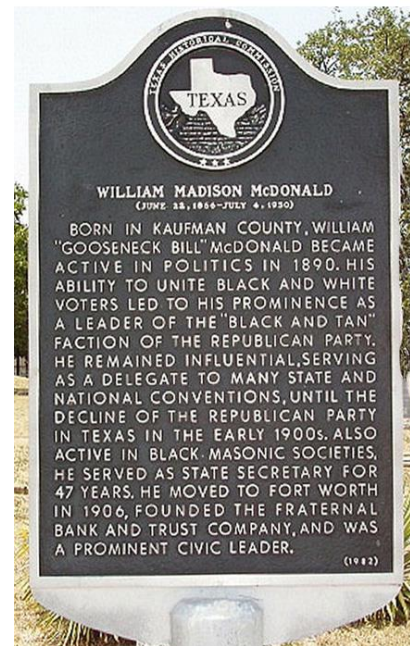 TEXAS HISTORICAL COMMISSION
TEXAS
WILLIAM MADISON McDONALD
(JUNE 22, 1866–JULY 4, 1950)
BORN IN KAUFMAN COUNTY, WILLIAM
"GOOSENECK BILL" McDONALD BECAME
ACTIVE IN POLITICS IN 1890. HIS
ABILITY TO UNITE BLACK AND WHITE
VOTERS LED TO HIS PROMINENCE AS
A LEADER OF THE "BLACK AND TAN"
FACTION OF THE REPUBLICAN PARTY.
HE REMAINED INFLUENTIAL, SERVING
AS A DELEGATE TO MANY STATE AND
NATIONAL CONVENTIONS, UNTIL THE
DECLINE OF THE REPUBLICAN PARTY
IN TEXAS IN THE EARLY 1900s. ALSO
ACTIVE IN BLACK MASONIC SOCIETIES,
HE SERVED AS STATE SECRETARY FOR
47 YEARS. HE MOVED TO FORT WORTH
IN 1906, FOUNDED THE FRATERNAL
BANK AND TRUST COMPANY, AND WAS
A PROMINENT CIVIC LEADER.
(1982)